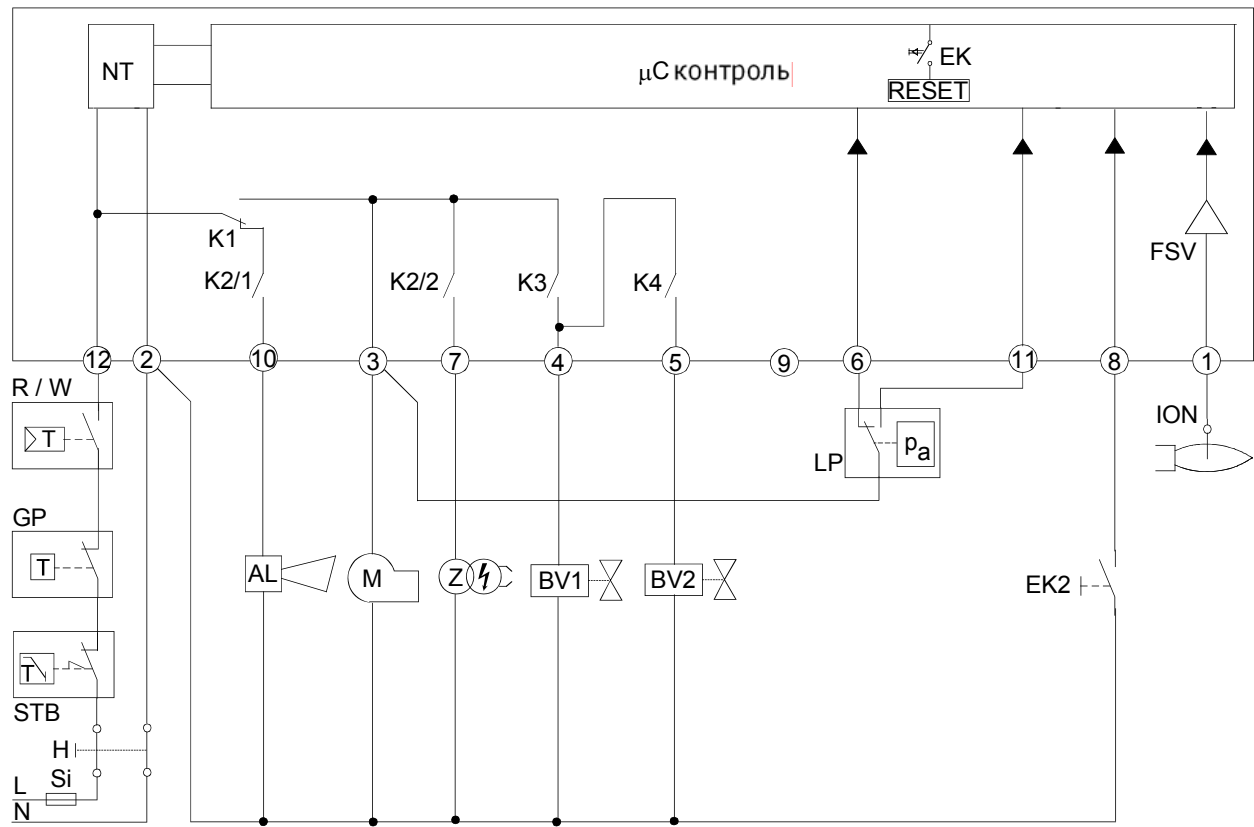 NT
μC контроль
EK
RESET
FSV
K1
K2/1
K2/2
K3
K4
12
2
10
3
7
4
5
9
6
11
8
1
R / W
T
LP
pa
ION
GP
T
AL
M
Z
BV1
BV2
EK2
T
STB
H
Si
L
N